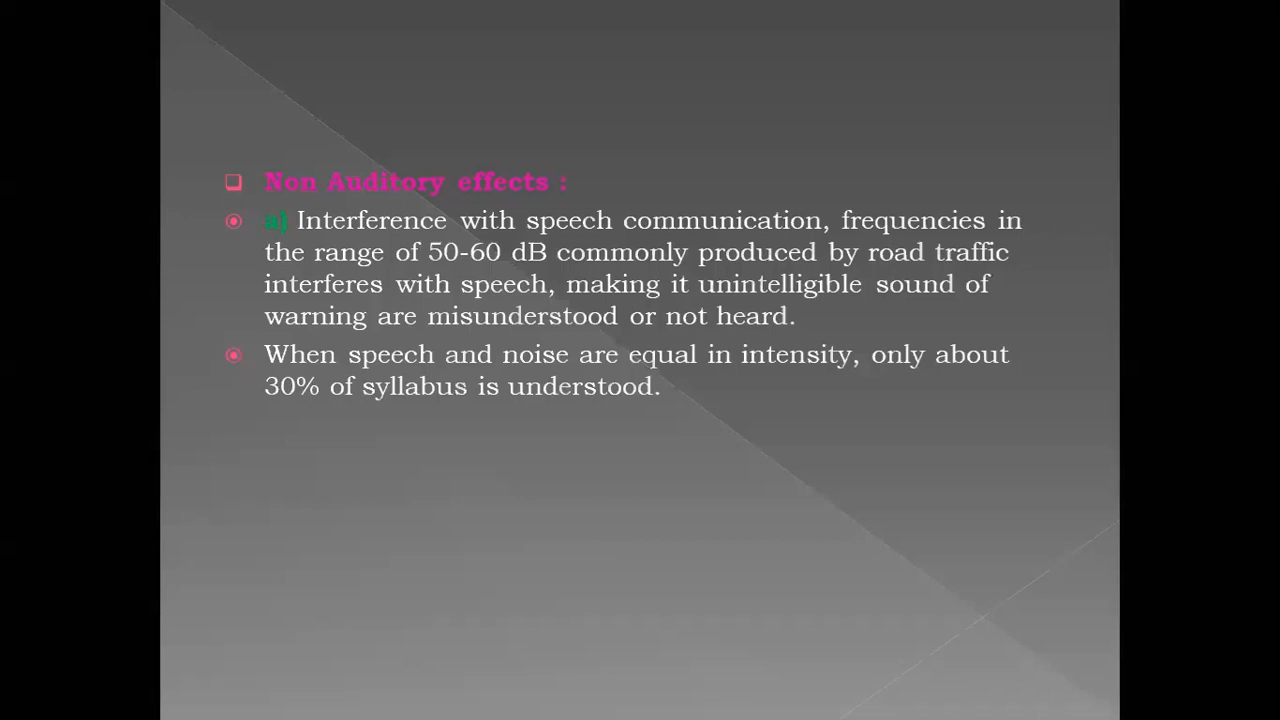 Non Auditory effects :
a) Interference with speech communication, frequencies in
the range of 50-60 dB commonly produced by road traffic
interferes with speech, making it unintelligible sound of
warning are misunderstood or not heard.
When speech and noise are equal in intensity, only about
30% of syllabus is understood.